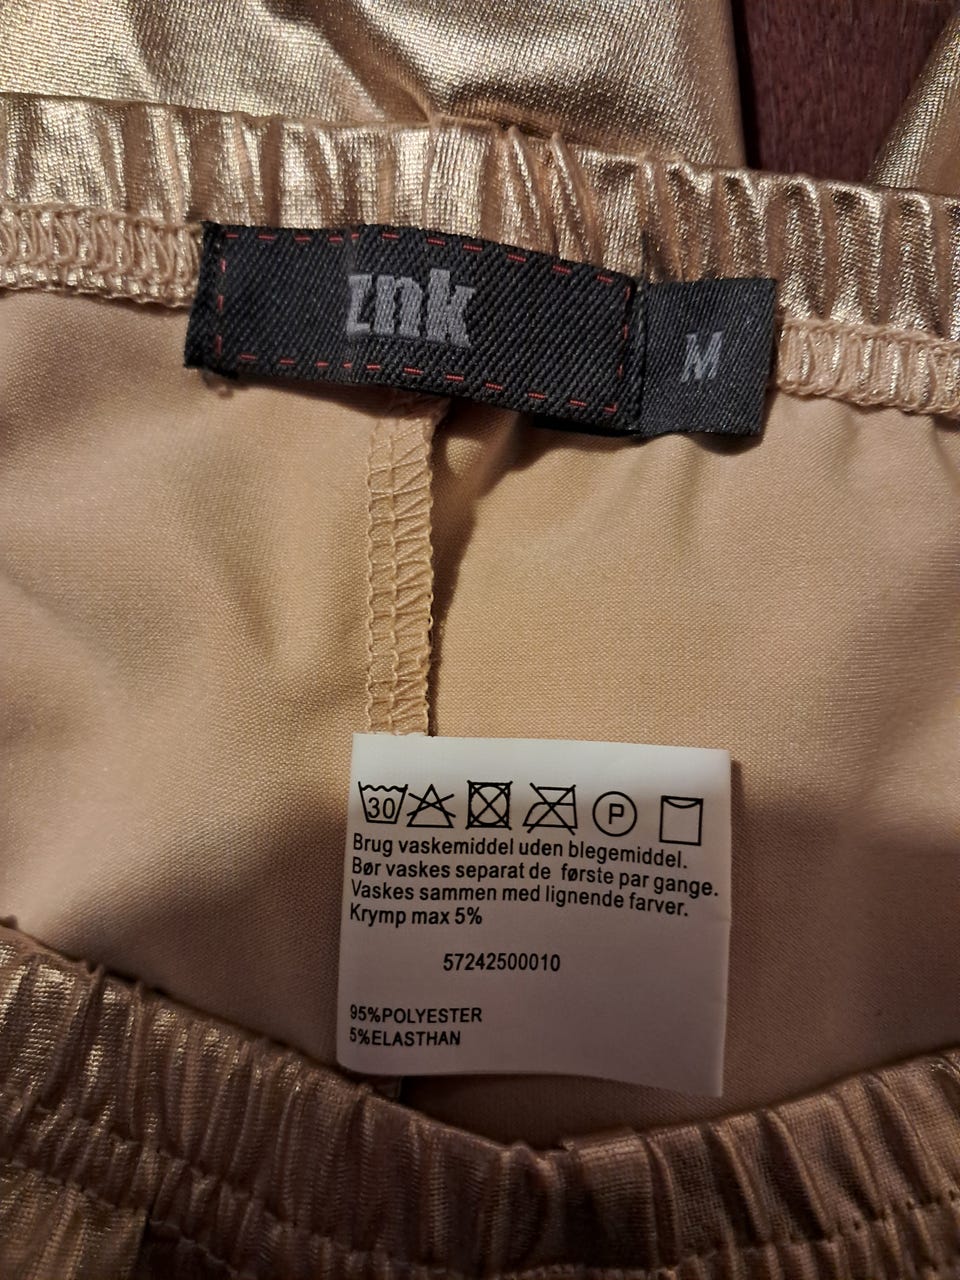 znk
M
30
P
Brug vaskemiddel uden blegemiddel.
Bør vaskes separat de første par gange.
Vaskes sammen med lignende farver.
Krymp max 5%
57242500010
95%POLYESTER
5%ELASTHAN